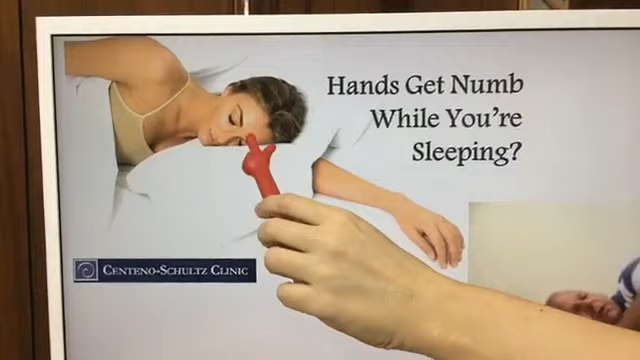 Hands Get Numb
While You're
Sleeping?
CENTENO-SCHULTZ CLINIC